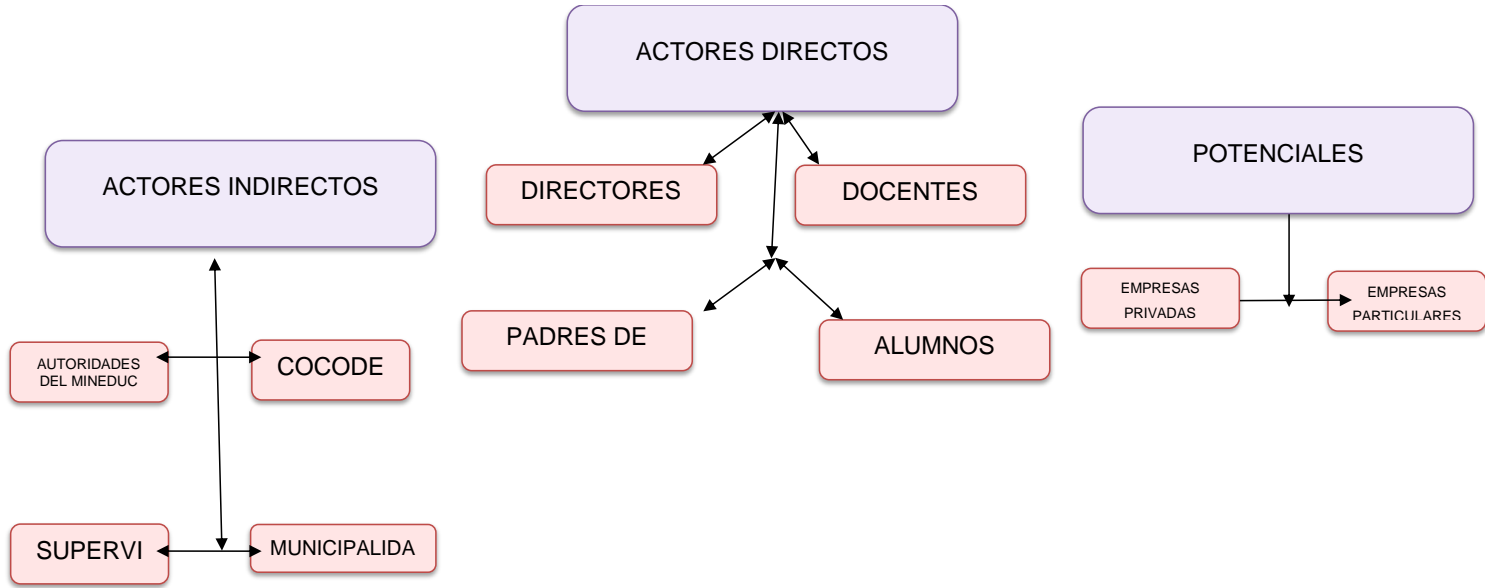 ACTORES DIRECTOS
ACTORES INDIRECTOS
POTENCIALES
DIRECTORES
DOCENTES
PADRES DE
ALUMNOS
EMPRESAS
PRIVADAS
EMPRESAS
PARTICULARES
AUTORIDADES
DEL MINEDUC
COCODE
SUPERVI
MUNICIPALIDA